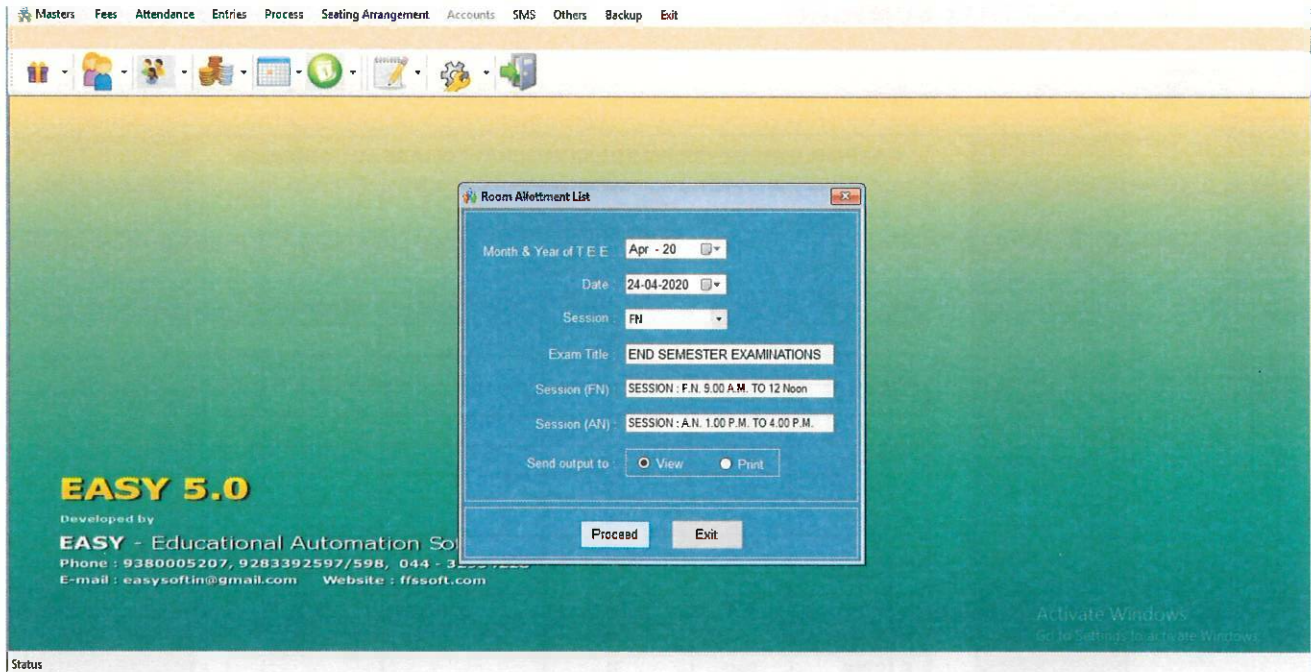 Masters Fees Attendance Entries Process Seating Arrangement Accounts SMS Others Backup Exit
Room Allottment List
Month & Year of T E E Apr - 20
Date : 24-04-2020
Session : FN
Exam Title : END SEMESTER EXAMINATIONS
Session (FN) : SESSION : F.N. 9.00 A.M. TO 12 Noon
Session (AN) : SESSION : A.N. 1.00 P.M. TO 4.00 P.M.
Send output to : View Print
Proceed Exit
EASY 5.0
Developed by
EASY - Educational Automation
Phone : 9380005207, 9283392597/598, 044 -
E-mail : easysoftin@gmail.com Website : ffssoft.com
Activate Windows
Go to Settings to activate Windows.
Status